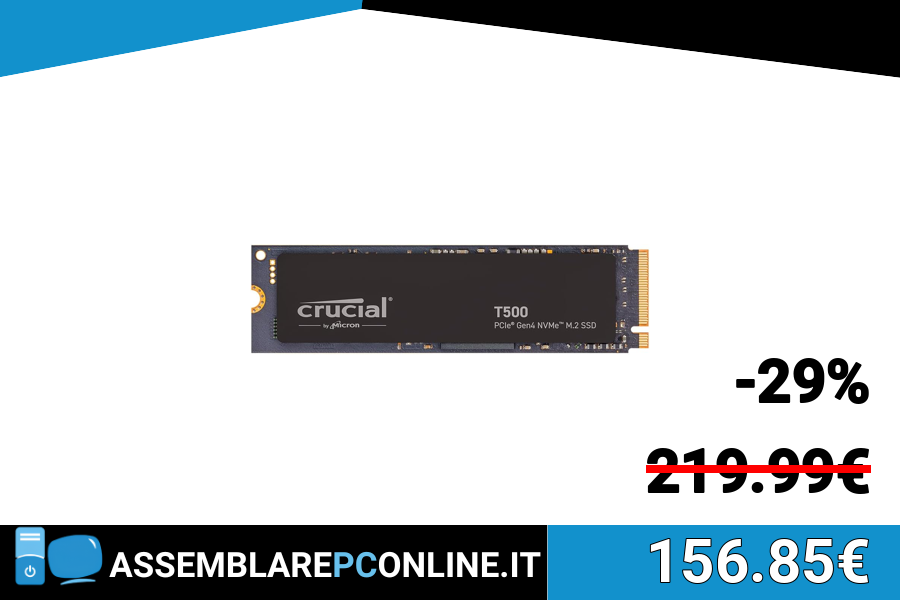 crucial®
by Micron
T500
PCIe® Gen4 NVMe™ M.2 SSD
-29%
219.99€
ASSEMBLAREPCONLINE.IT
156.85€